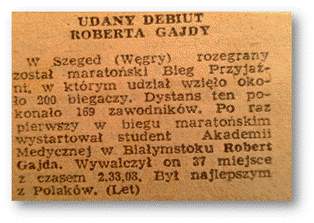 UDANY DEBIUT
ROBERTA GAJDY
W Szeged (Węgry) rozegrany
został maratoński Bieg Przyjaź-
ni, w którym udział wzięło oko-
ło 200 biegaczy. Dystans ten po-
konało 169 zawodników. Po raz
pierwszy w biegu maratońskim
wystartował student Akademii
Medycznej w Białymstoku Robert
Gajda. Wywalczył on 37 miejsce
z czasem 2.33,03. Był najlepszym
z Polaków. (Let)